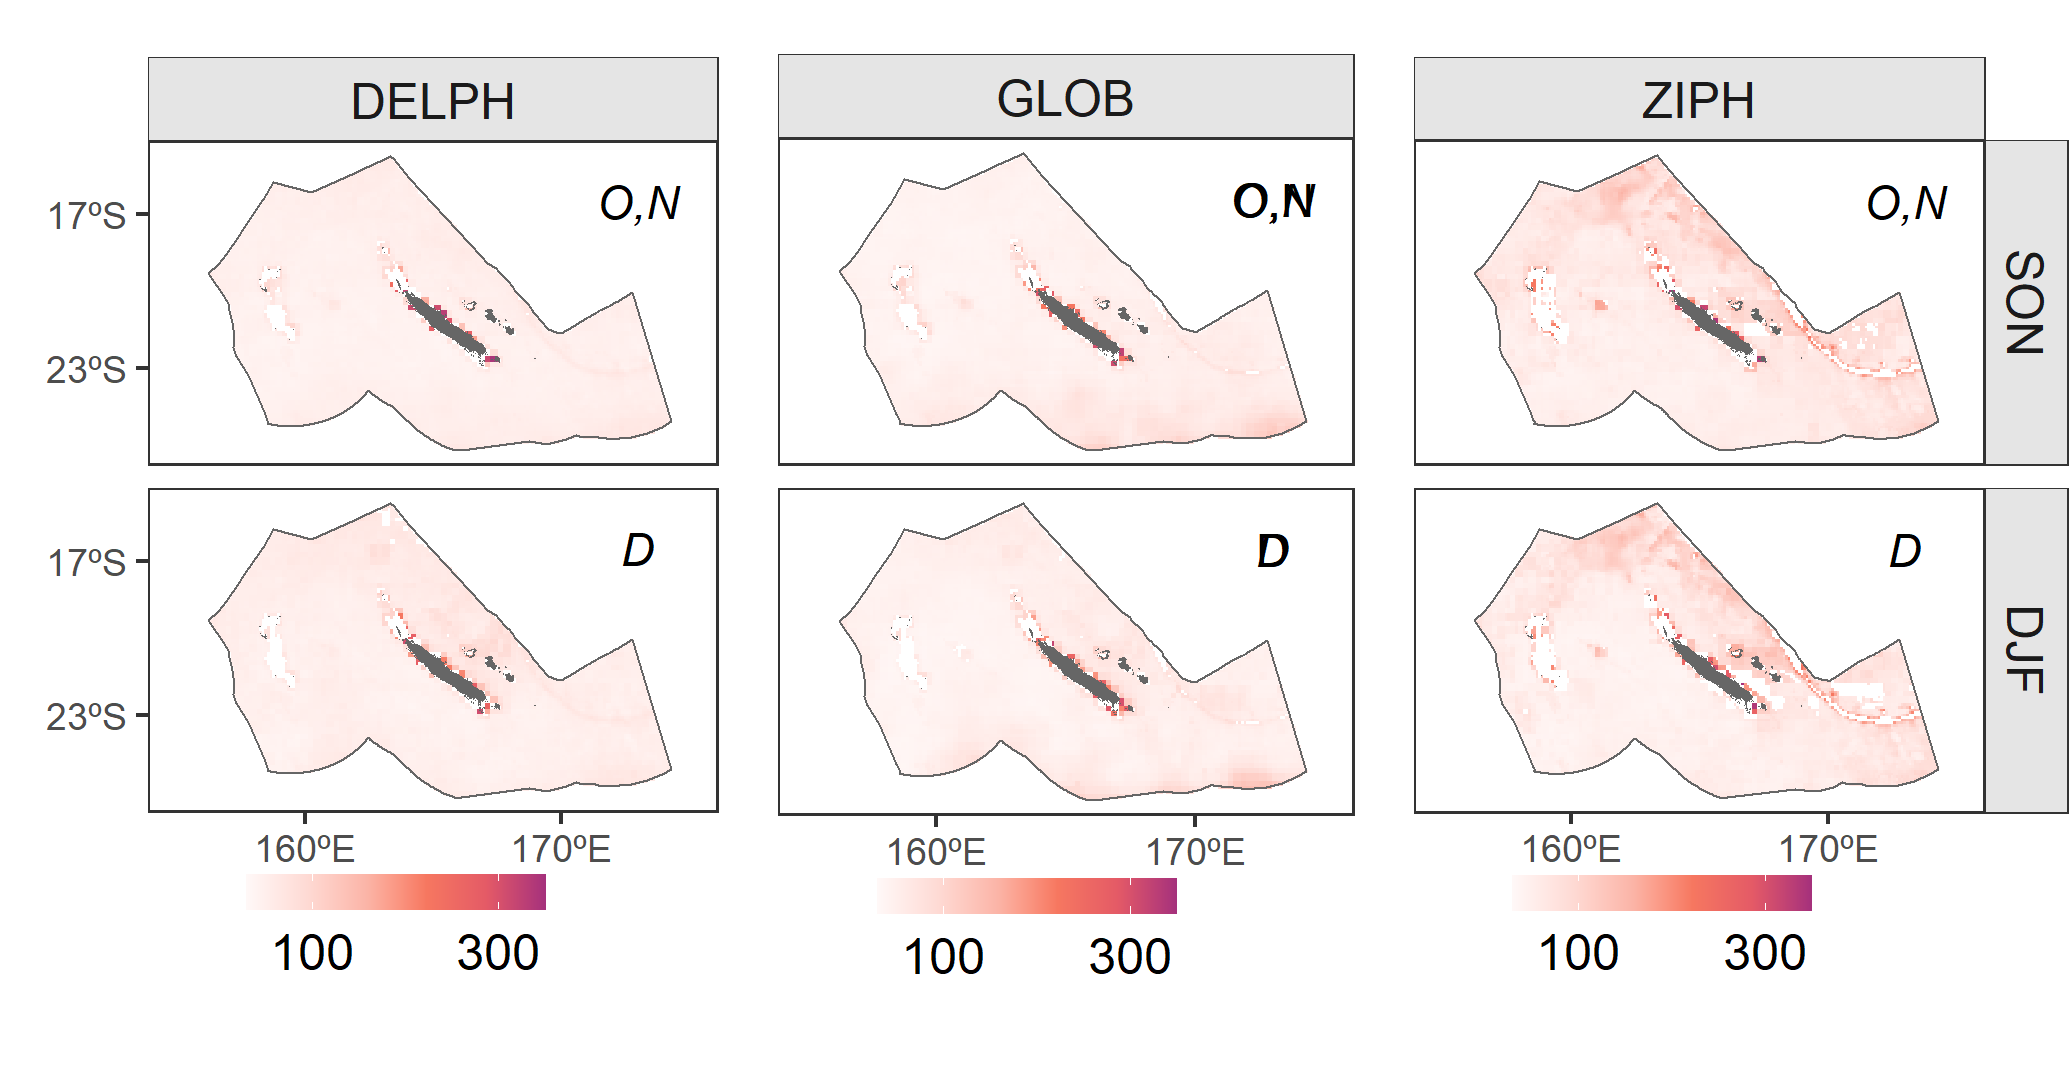 DELPH GLOB ZIPH
17ºS O,N O,N O,N SON
23ºS
17ºS D D D DJF
23ºS
160ºE 170ºE 160ºE 170ºE 160ºE 170ºE
100 300 100 300 100 300